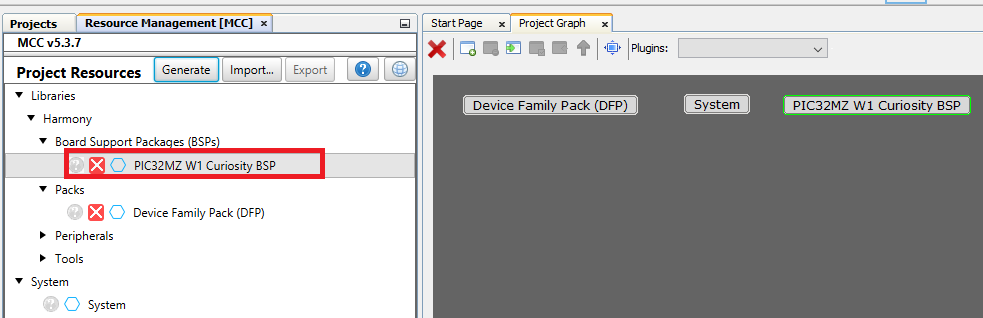 Projects
Resource Management [MCC] ×
MCC v5.3.7
Project Resources Generate Import... Export ?
Libraries
Harmony
Board Support Packages (BSPs)
? PIC32MZ W1 Curiosity BSP
Packs
? Device Family Pack (DFP)
Peripherals
Tools
System
? System
Start Page × Project Graph ×
Plugins:
Device Family Pack (DFP) System PIC32MZ W1 Curiosity BSP